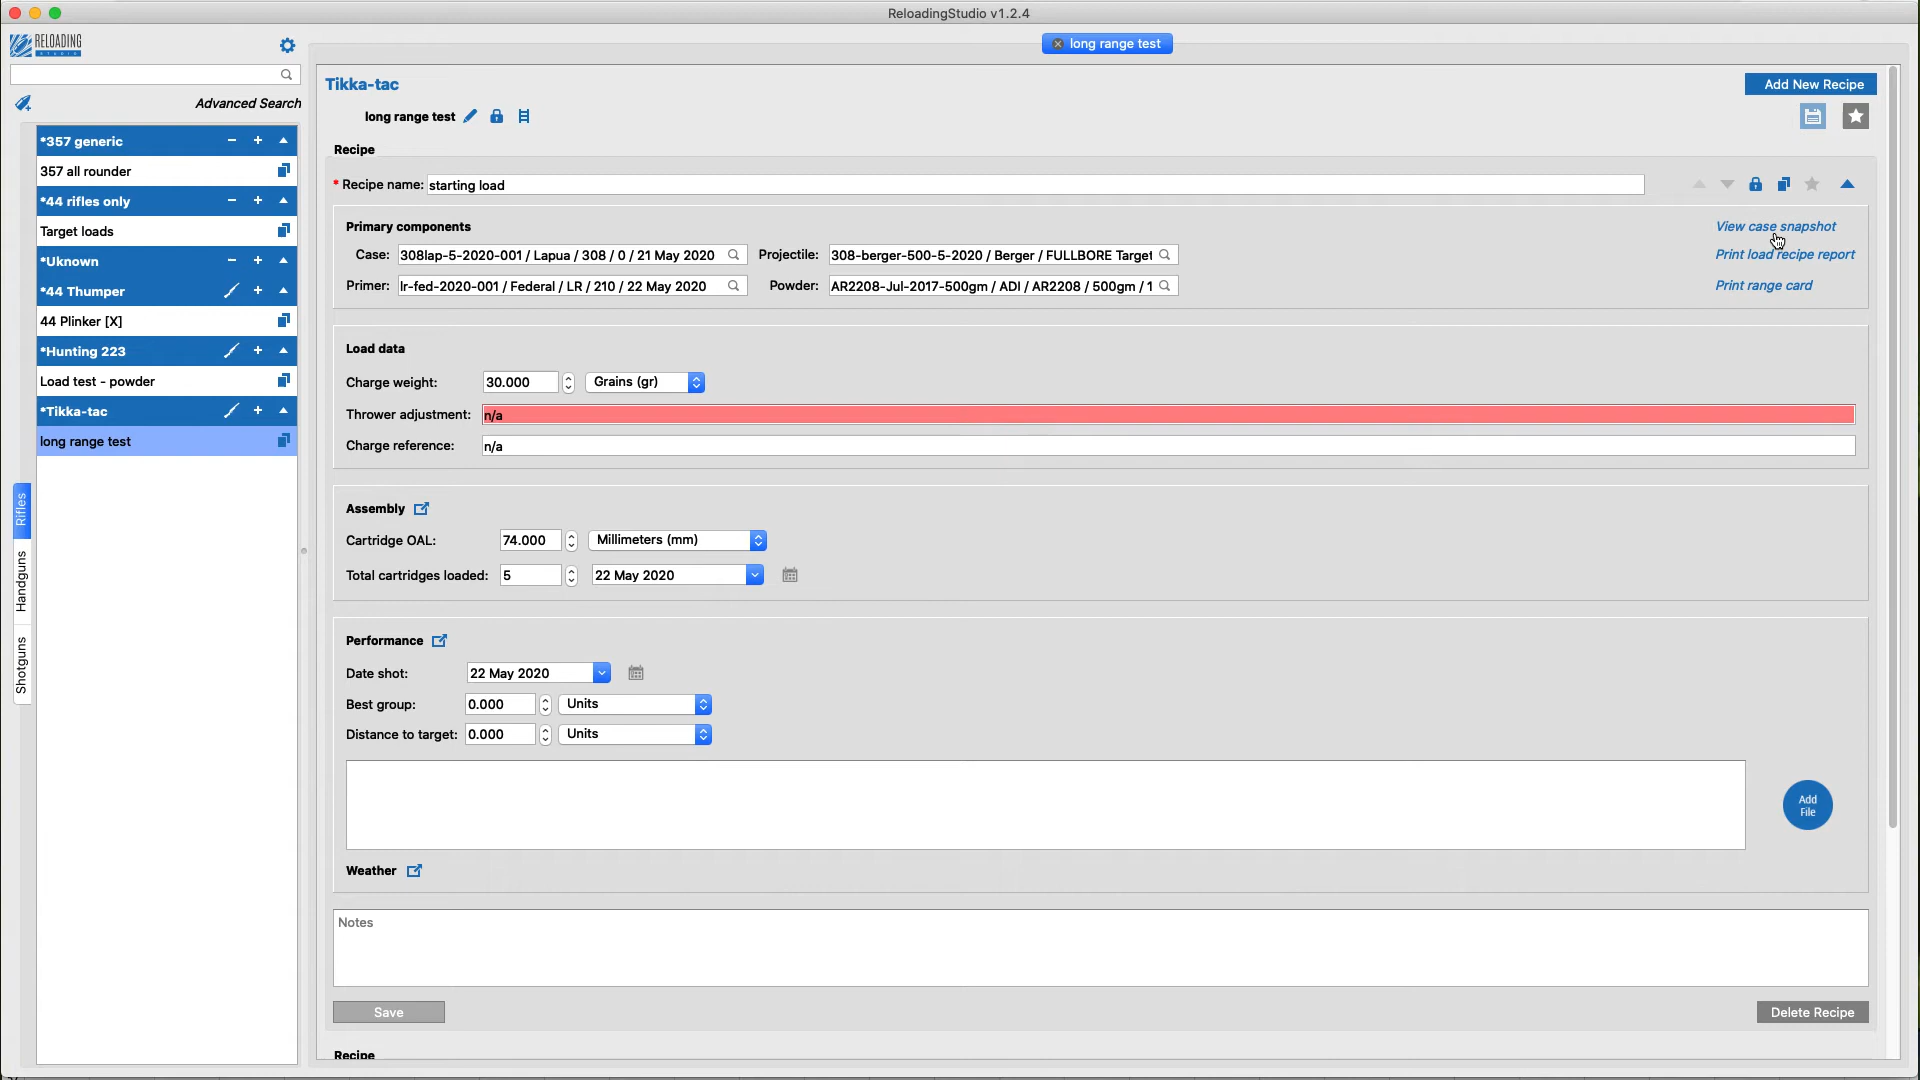 ReloadingStudio v1.2.4
RELOADING
STUDIO
long range test
Tikka-tac
Add New Recipe
Advanced Search
long range test
*357 generic
Recipe
357 all rounder
* Recipe name: starting load
*44 rifles only
Target loads
Primary components
View case snapshot
Case: 308lap-5-2020-001 / Lapua / 308 / 0 / 21 May 2020
Projectile: 308-berger-500-5-2020 / Berger / FULLBORE Target
Print load recipe report
*Uknown
Primer: lr-fed-2020-001 / Federal / LR / 210 / 22 May 2020
Powder: AR2208-Jul-2017-500gm / ADI / AR2208 / 500gm / 1
Print range card
*44 Thumper
44 Plinker [X]
*Hunting 223
Load data
Load test - powder
Charge weight: 30.000 Grains (gr)
*Tikka-tac
Thrower adjustment: n/a
long range test
Charge reference: n/a
Rifles
Handguns
Shotguns
Assembly
Cartridge OAL: 74.000 Millimeters (mm)
Total cartridges loaded: 5 22 May 2020
Performance
Date shot: 22 May 2020
Best group: 0.000 Units
Distance to target: 0.000 Units
Add
File
Weather
Notes
Save
Delete Recipe
Recipe